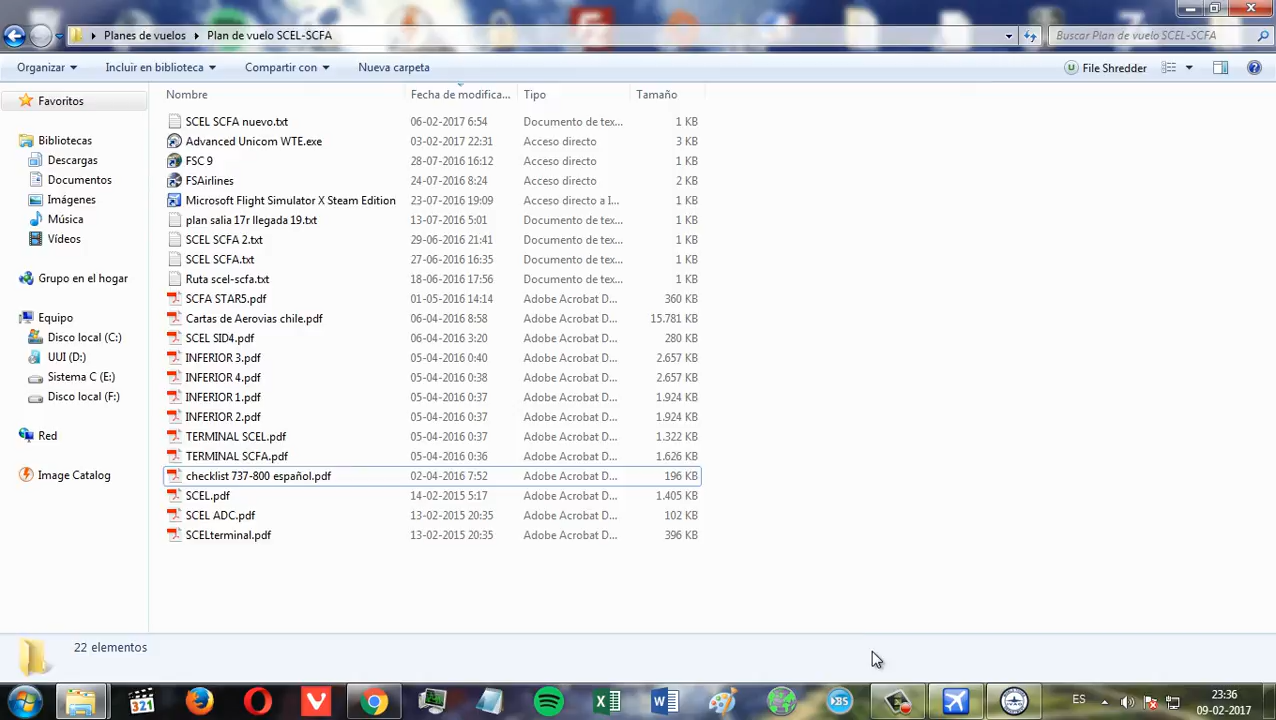 Planes de vuelos Plan de vuelo SCEL-SCFA Buscar Plan de vuelo SCEL-SCFA
Organizar Incluir en biblioteca Compartir con Nueva carpeta File Shredder
Favoritos
Bibliotecas
Descargas
Documentos
Imágenes
Música
Vídeos
Grupo en el hogar
Equipo
Disco local (C:)
UUI (D:)
Sistema C (E:)
Disco local (F:)
Red
Image Catalog
Nombre Fecha de modifica... Tipo Tamaño
SCEL SCFA nuevo.txt 06-02-2017 6:54 Documento de tex... 1 KB
Advanced Unicom WTE.exe 03-02-2017 22:31 Acceso directo 3 KB
FSC 9 28-07-2016 16:12 Acceso directo 1 KB
FSAirlines 24-07-2016 8:24 Acceso directo 2 KB
Microsoft Flight Simulator X Steam Edition 23-07-2016 19:09 Acceso directo a I... 1 KB
plan salia 17r llegada 19.txt 13-07-2016 5:01 Documento de tex... 1 KB
SCEL SCFA 2.txt 29-06-2016 21:41 Documento de tex... 1 KB
SCEL SCFA.txt 27-06-2016 16:35 Documento de tex... 1 KB
Ruta scel-scfa.txt 18-06-2016 17:56 Documento de tex... 1 KB
SCFA STAR5.pdf 01-05-2016 14:14 Adobe Acrobat D... 360 KB
Cartas de Aerovias chile.pdf 06-04-2016 8:58 Adobe Acrobat D... 15.781 KB
SCEL SID4.pdf 06-04-2016 3:20 Adobe Acrobat D... 280 KB
INFERIOR 3.pdf 05-04-2016 0:40 Adobe Acrobat D... 2.657 KB
INFERIOR 4.pdf 05-04-2016 0:38 Adobe Acrobat D... 2.657 KB
INFERIOR 1.pdf 05-04-2016 0:37 Adobe Acrobat D... 1.924 KB
INFERIOR 2.pdf 05-04-2016 0:37 Adobe Acrobat D... 1.924 KB
TERMINAL SCEL.pdf 05-04-2016 0:37 Adobe Acrobat D... 1.322 KB
TERMINAL SCFA.pdf 05-04-2016 0:36 Adobe Acrobat D... 1.626 KB
checklist 737-800 español.pdf 02-04-2016 7:52 Adobe Acrobat D... 196 KB
SCEL.pdf 14-02-2015 5:17 Adobe Acrobat D... 1.405 KB
SCEL ADC.pdf 13-02-2015 20:35 Adobe Acrobat D... 102 KB
SCELterminal.pdf 13-02-2015 20:35 Adobe Acrobat D... 396 KB
22 elementos
321
ES 23:36
09-02-2017